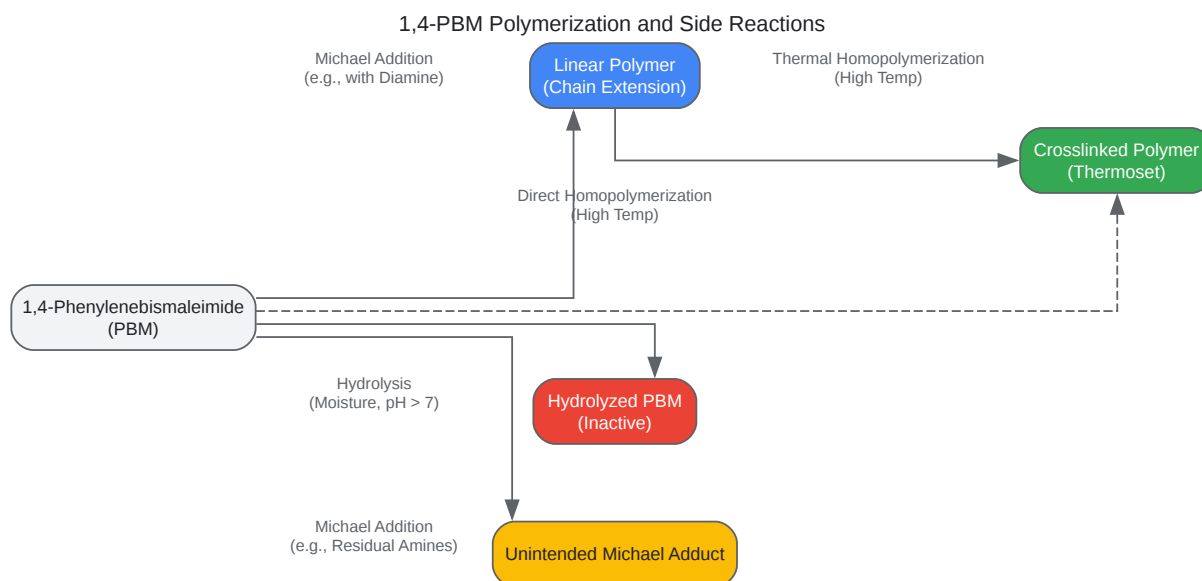 1,4-PBM Polymerization and Side Reactions
Michael Addition
(e.g., with Diamine)
Linear Polymer
(Chain Extension)
Thermal Homopolymerization
(High Temp)
Crosslinked Polymer
(Thermoset)
Direct Homopolymerization
(High Temp)
1,4-Phenylenebismaleimide
(PBM)
Hydrolysis
(Moisture, pH > 7)
Hydrolyzed PBM
(Inactive)
Michael Addition
(e.g., Residual Amines)
Unintended Michael Adduct